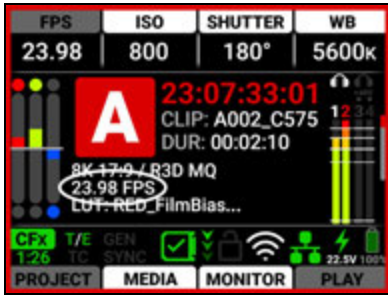 FPS ISO SHUTTER WB
23.98 800 180° 5600K
A
23:07:33:01
CLIP: A002_C575
DUR: 00:02:10
1 2 3 4
8K 17:9 / R3D MQ
23.98 FPS
LUT: RED_FilmBias...
CFX T/E GEN
1:26 TC SYNC 22.5V 100%
PROJECT MEDIA MONITOR PLAY